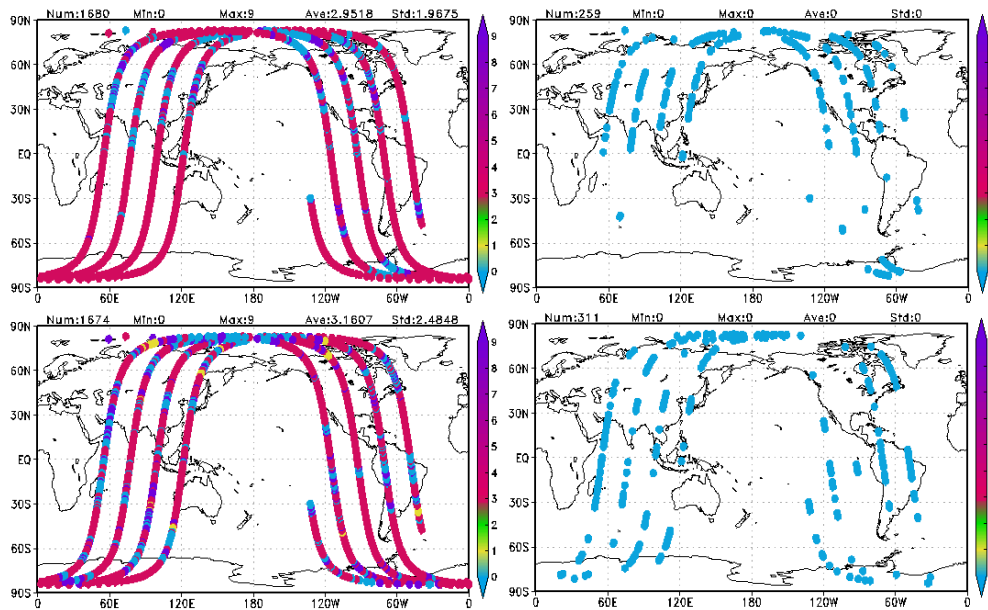 Num:1680 Min:0 Max:9 Ave:2.9518 Std:1.9675
90N
60N
30N
EQ
30S
60S
90S
0 60E 120E 180 120W 60W 0
9
8
7
6
5
4
3
2
1
0
Num:259 Min:0 Max:0 Ave:0 Std:0
90N
60N
30N
EQ
30S
60S
90S
0 60E 120E 180 120W 60W 0
Num:1674 Min:0 Max:9 Ave:3.1607 Std:2.4848
90N
60N
30N
EQ
30S
60S
90S
0 60E 120E 180 120W 60W 0
9
8
7
6
5
4
3
2
1
0
Num:311 Min:0 Max:0 Ave:0 Std:0
90N
60N
30N
EQ
30S
60S
90S
0 60E 120E 180 120W 60W 0